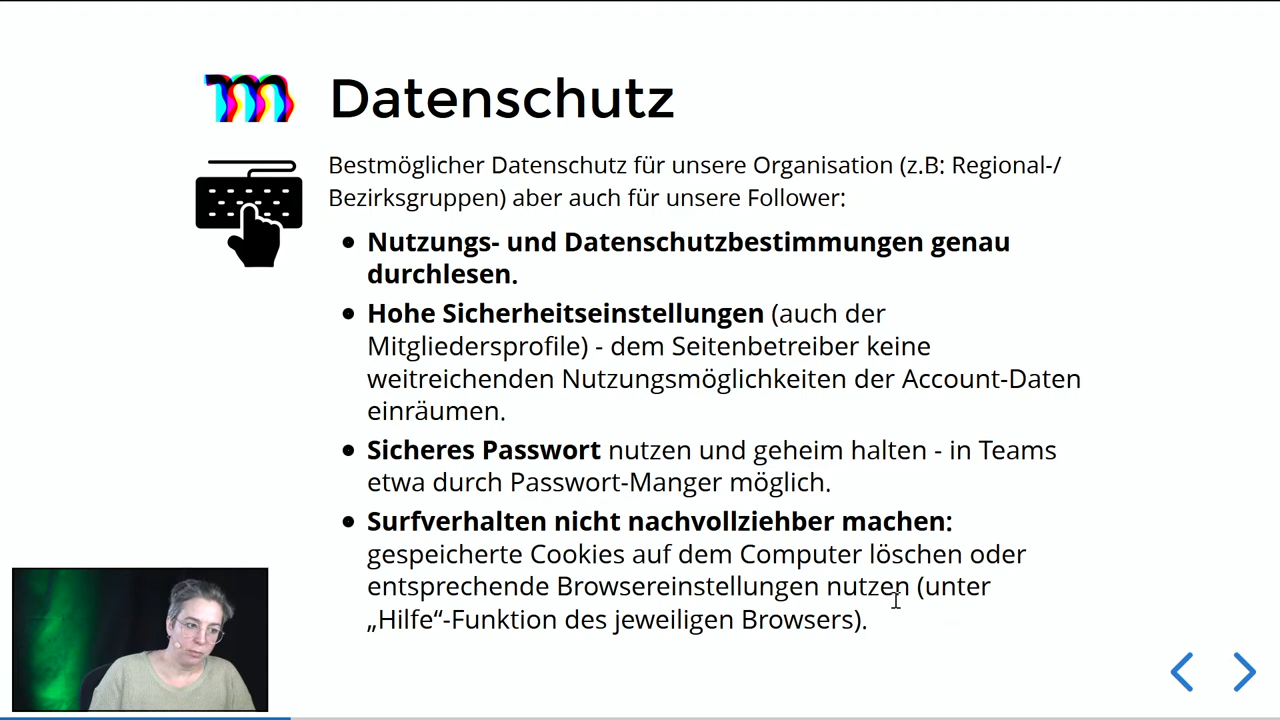 m Datenschutz
Bestmöglicher Datenschutz für unsere Organisation (z.B: Regional-/
Bezirksgruppen) aber auch für unsere Follower:
• Nutzungs- und Datenschutzbestimmungen genau
durchlesen.
• Hohe Sicherheitseinstellungen (auch der
Mitgliedersprofile) - dem Seitenbetreiber keine
weitreichenden Nutzungsmöglichkeiten der Account-Daten
einräumen.
• Sicheres Passwort nutzen und geheim halten - in Teams
etwa durch Passwort-Manger möglich.
• Surfverhalten nicht nachvollziehber machen:
gespeicherte Cookies auf dem Computer löschen oder
entsprechende Browsereinstellungen nutzen (unter
„Hilfe“-Funktion des jeweiligen Browsers).